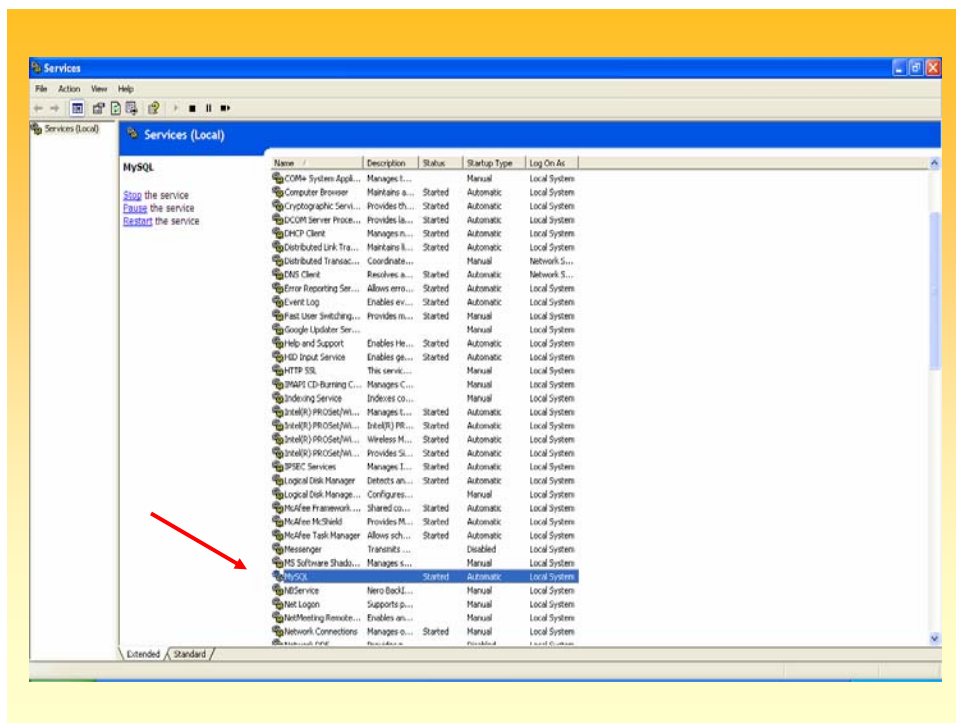 Services
File Action View Help
Services (Local)
Services (Local)
MySQL
Stop the service
Pause the service
Restart the service
Name / Description Status Startup Type Log On As
COM+ System Appli... Manages t... Manual Local System
Computer Browser Maintains a... Started Automatic Local System
Cryptographic Servi... Provides th... Started Automatic Local System
DCOM Server Proce... Provides la... Started Automatic Local System
DHCP Client Manages n... Started Automatic Local System
Distributed Link Tra... Maintains li... Started Automatic Local System
Distributed Transac... Coordinate... Manual Network S...
DNS Client Resolves a... Started Automatic Network S...
Error Reporting Ser... Allows erro... Started Automatic Local System
Event Log Enables ev... Started Automatic Local System
Fast User Switching... Provides m... Started Manual Local System
Google Updater Ser... Manual Local System
Help and Support Enables He... Started Automatic Local System
HID Input Service Enables ge... Started Automatic Local System
HTTP SSL This servic... Manual Local System
IMAPI CD-Burning C... Manages C... Manual Local System
Indexing Service Indexes co... Manual Local System
Intel(R) PROSet/Wi... Manages t... Started Automatic Local System
Intel(R) PROSet/Wi... Intel(R) PR... Started Automatic Local System
Intel(R) PROSet/Wi... Wireless M... Started Automatic Local System
Intel(R) PROSet/Wi... Provides Si... Started Automatic Local System
IPSEC Services Manages I... Started Automatic Local System
Logical Disk Manager Detects an... Started Automatic Local System
Logical Disk Manage... Configures... Manual Local System
McAfee Framework ... Shared co... Started Automatic Local System
McAfee McShield Provides M... Started Automatic Local System
McAfee Task Manager Allows sch... Started Automatic Local System
Messenger Transmits ... Disabled Local System
MS Software Shado... Manages s... Manual Local System
MySQL Started Automatic Local System
NBService Nero BackI... Manual Local System
Net Logon Supports p... Manual Local System
NetMeeting Remote... Enables an... Manual Local System
Network Connections Manages o... Started Manual Local System
Extended Standard